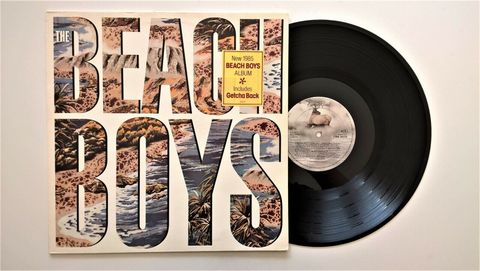 THE
BEACH
BOYS
New 1985
BEACH BOYS
ALBUM
Includes
Getcha Back